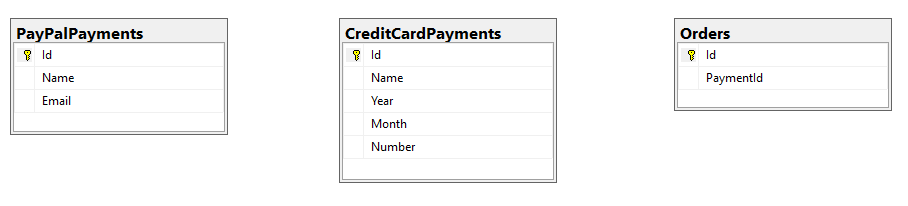 PayPalPayments
Id
Name
Email
CreditCardPayments
Id
Name
Year
Month
Number
Orders
Id
PaymentId